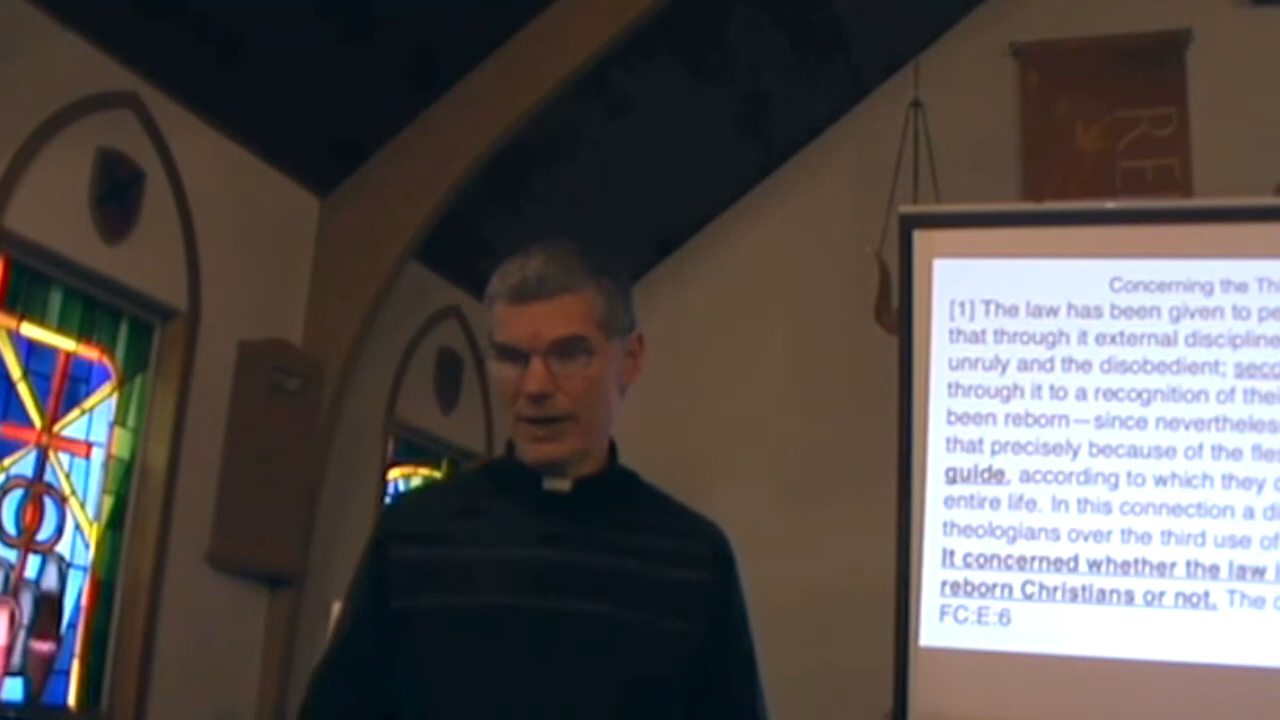 RE
Concerning the Th
[1] The law has been given to pe
that through it external discipline
unruly and the disobedient; seco
through it to a recognition of thei
been reborn—since nevertheless
that precisely because of the fles
guide, according to which they c
entire life. In this connection a di
theologians over the third use of
It concerned whether the law i
reborn Christians or not. The c
FC:E:6